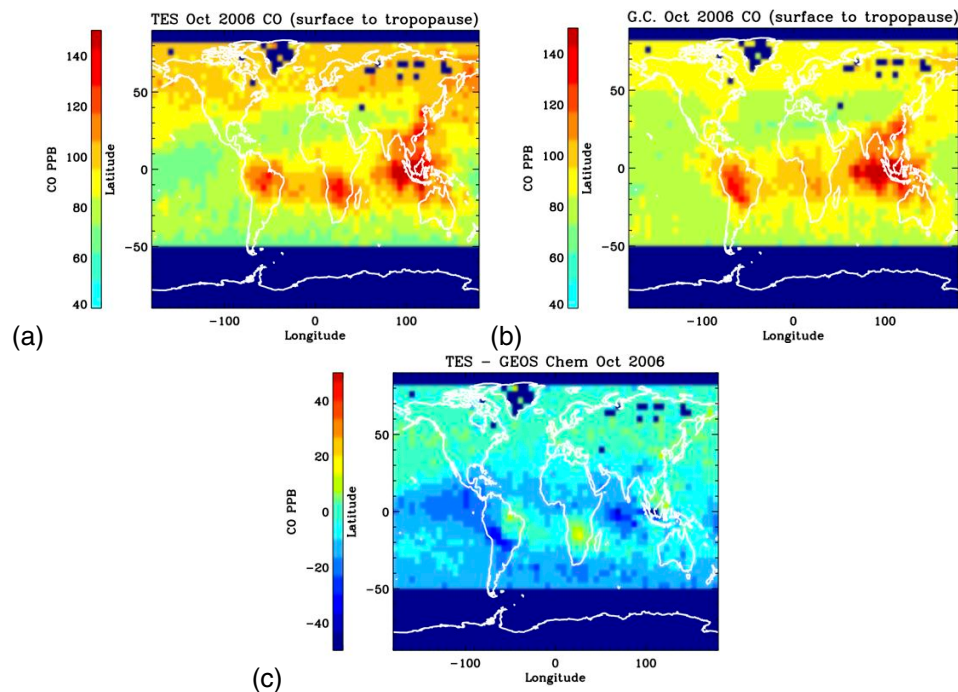 TES Oct 2006 CO (surface to tropopause)
140
120
100
80
60
40
CO PPB
Latitude
50
0
−50
−100
0
100
Longitude
(a)
G.C. Oct 2006 CO (surface to tropopause)
140
120
100
80
60
40
CO PPB
Latitude
50
0
−50
−100
0
100
Longitude
(b)
TES − GEOS Chem Oct 2006
40
20
0
−20
−40
CO PPB
Latitude
50
0
−50
−100
0
100
Longitude
(c)